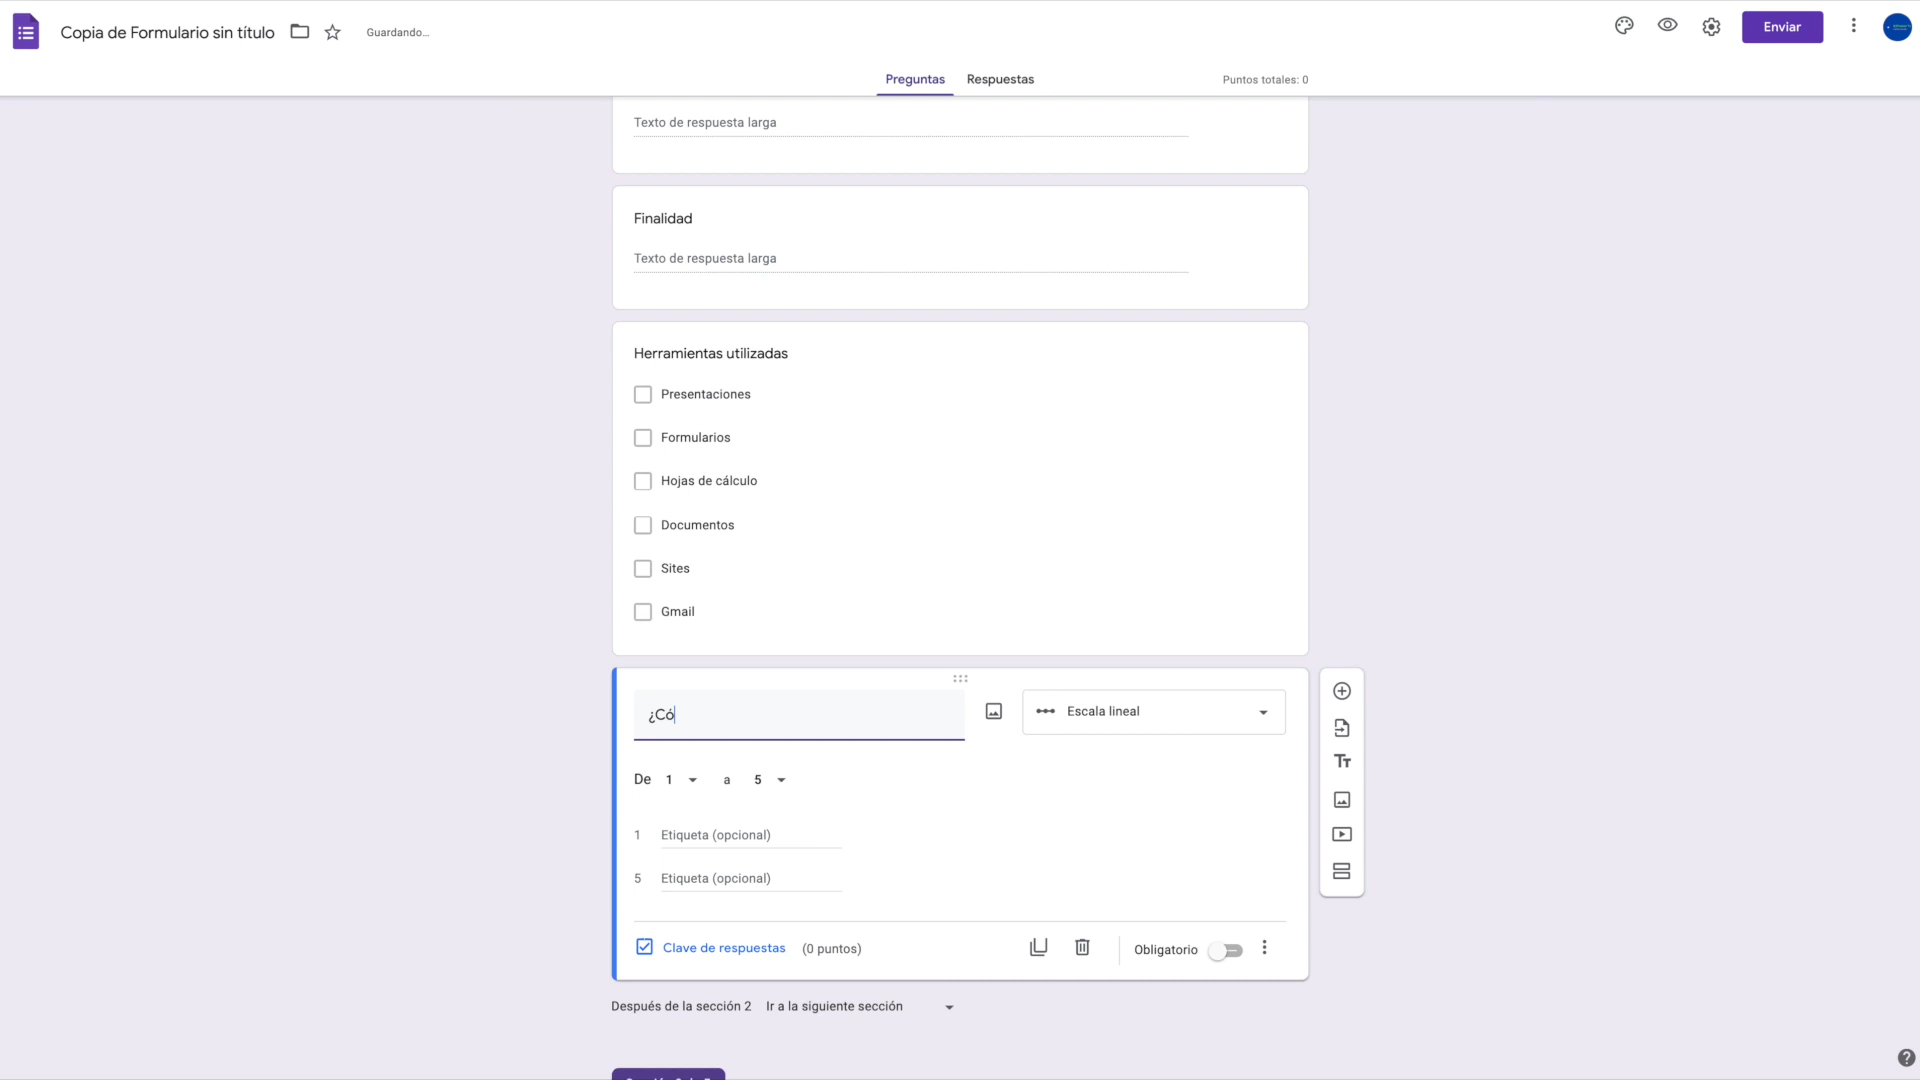 Copia de Formulario sin título
Guardando...
Enviar
Preguntas
Respuestas
Puntos totales: 0
Texto de respuesta larga
Finalidad
Texto de respuesta larga
Herramientas utilizadas
Presentaciones
Formularios
Hojas de cálculo
Documentos
Sites
Gmail
¿Có
Escala lineal
De 1 a 5
1 Etiqueta (opcional)
5 Etiqueta (opcional)
Clave de respuestas (0 puntos)
Obligatorio
Después de la sección 2 Ir a la siguiente sección